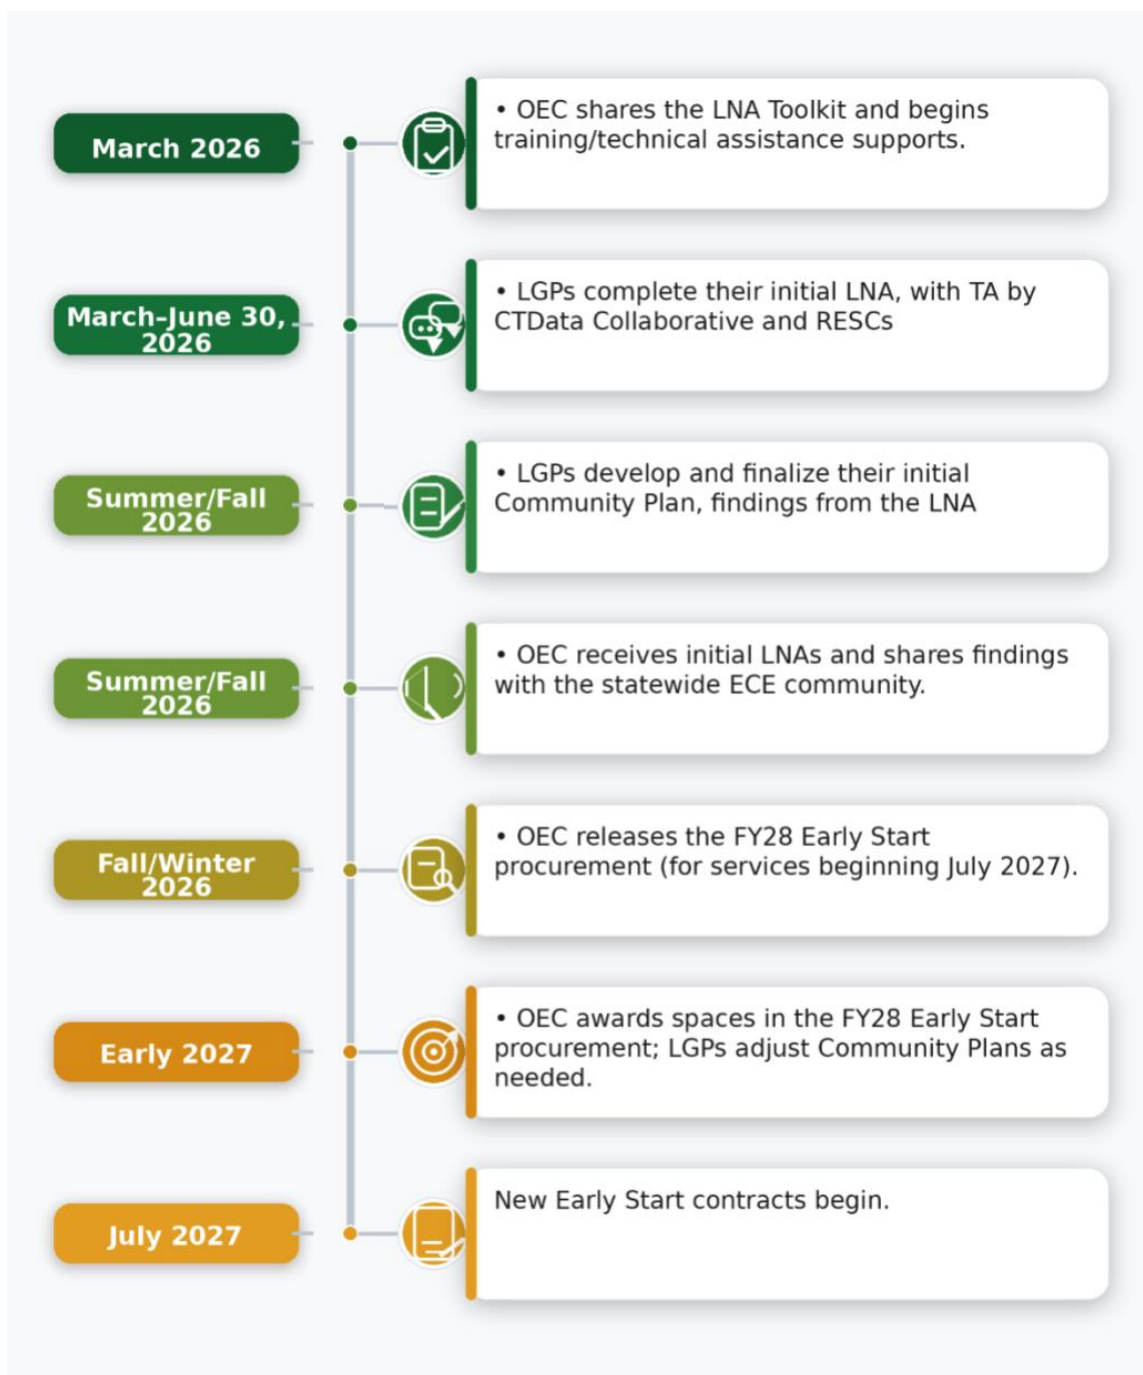 March 2026
• OEC shares the LNA Toolkit and begins
training/technical assistance supports.
March–June 30,
2026
• LGPs complete their initial LNA, with TA by
CTData Collaborative and RESCs
Summer/Fall
2026
• LGPs develop and finalize their initial
Community Plan, findings from the LNA
Summer/Fall
2026
• OEC receives initial LNAs and shares findings
with the statewide ECE community.
Fall/Winter
2026
• OEC releases the FY28 Early Start
procurement (for services beginning July 2027).
Early 2027
• OEC awards spaces in the FY28 Early Start
procurement; LGPs adjust Community Plans as
needed.
July 2027
New Early Start contracts begin.